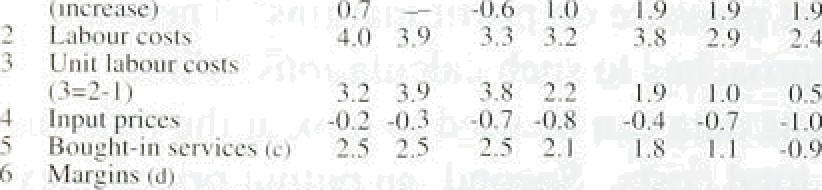 (increase) 0.7 — -0.6 1.0 1.9 1.9 1.9
2 Labour costs 4.0 3.9 3.3 3.2 3.8 2.9 2.4
3 Unit labour costs
(3=2-1) 3.2 3.9 3.8 2.2 1.9 1.0 0.5
4 Input prices -0.2 -0.3 -0.7 -0.8 -0.4 -0.7 -1.0
5 Bought-in services (c) 2.5 2.5 2.5 2.1 1.8 1.1 -0.9
6 Margins (d)